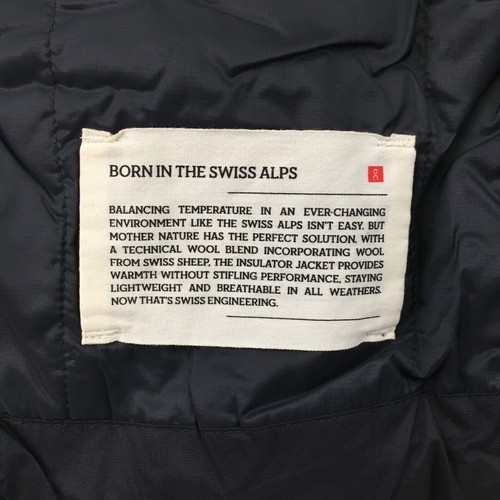 BORN IN THE SWISS ALPS
BALANCING TEMPERATURE IN AN EVER-CHANGING
ENVIRONMENT LIKE THE SWISS ALPS ISN'T EASY. BUT
MOTHER NATURE HAS THE PERFECT SOLUTION. WITH
A TECHNICAL WOOL BLEND INCORPORATING WOOL
FROM SWISS SHEEP, THE INSULATOR JACKET PROVIDES
WARMTH WITHOUT STIFLING PERFORMANCE, STAYING
LIGHTWEIGHT AND BREATHABLE IN ALL WEATHERS.
NOW THAT'S SWISS ENGINEERING.